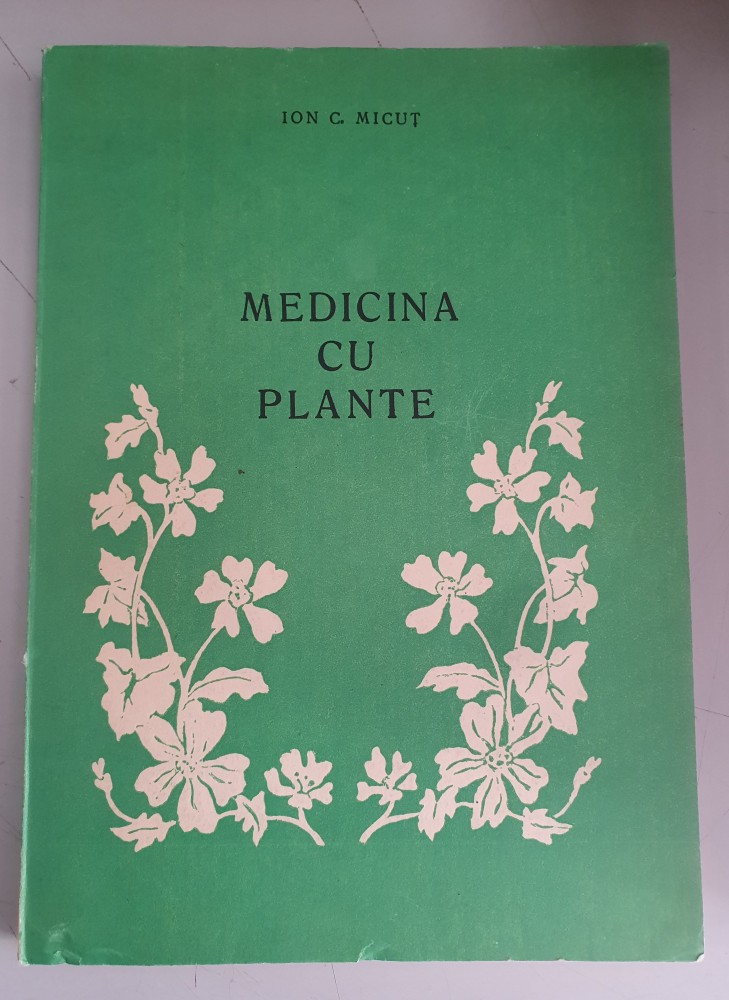 ION C. MICUȚ
MEDICINA
CU
PLANTE